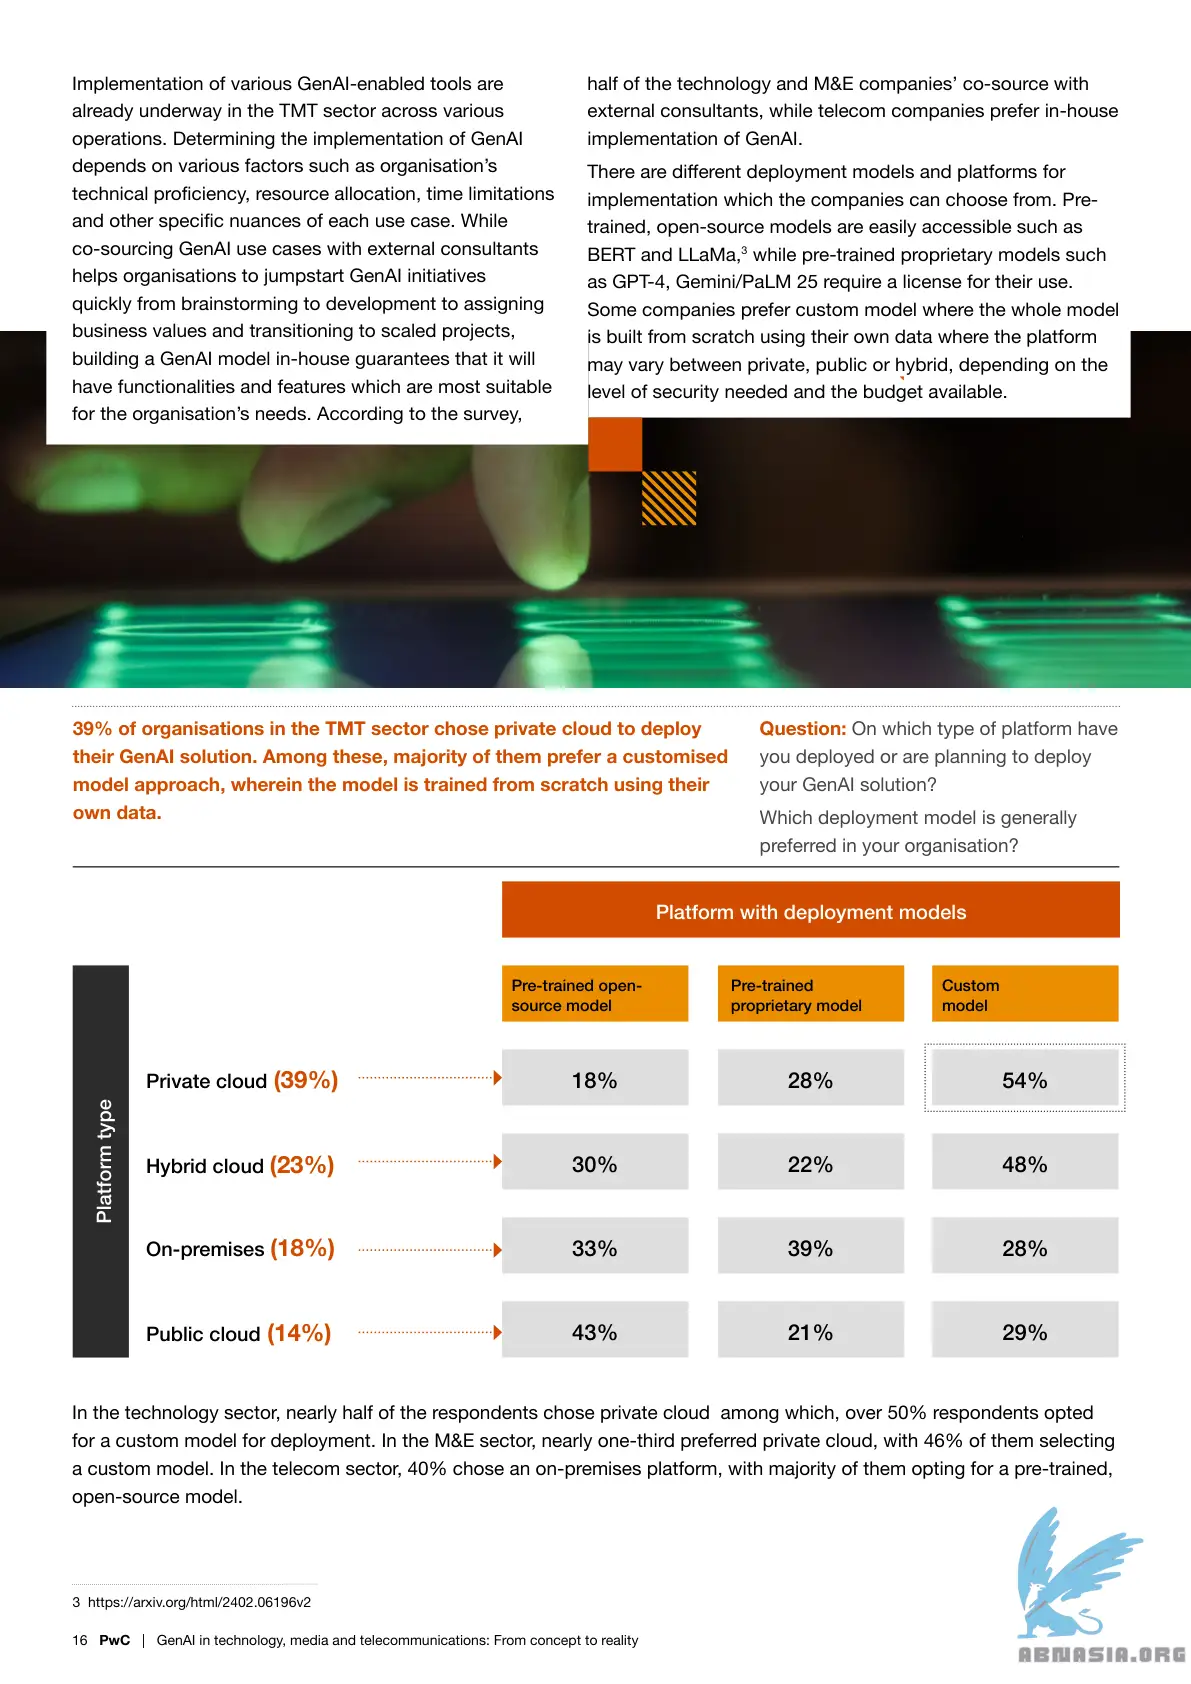 Implementation of various GenAI-enabled tools are
already underway in the TMT sector across various
operations. Determining the implementation of GenAI
depends on various factors such as organisation's
technical proficiency, resource allocation, time limitations
and other specific nuances of each use case. While
co-sourcing GenAI use cases with external consultants
helps organisations to jumpstart GenAI initiatives
quickly from brainstorming to development to assigning
business values and transitioning to scaled projects,
building a GenAI model in-house guarantees that it will
have functionalities and features which are most suitable
for the organisation's needs. According to the survey,
half of the technology and M&E companies' co-source with
external consultants, while telecom companies prefer in-house
implementation of GenAI.
There are different deployment models and platforms for
implementation which the companies can choose from. Pre-
trained, open-source models are easily accessible such as
BERT and LLaMa,³ while pre-trained proprietary models such
as GPT-4, Gemini/PaLM 25 require a license for their use.
Some companies prefer custom model where the whole model
is built from scratch using their own data where the platform
may vary between private, public or hybrid, depending on the
level of security needed and the budget available.
39% of organisations in the TMT sector chose private cloud to deploy
their GenAI solution. Among these, majority of them prefer a customised
model approach, wherein the model is trained from scratch using their
own data.
Question: On which type of platform have
you deployed or are planning to deploy
your GenAI solution?
Which deployment model is generally
preferred in your organisation?
Platform with deployment models
Platform type
Pre-trained open-
source model
Pre-trained
proprietary model
Custom
model
Private cloud (39%) 18% 28% 54%
Hybrid cloud (23%) 30% 22% 48%
On-premises (18%) 33% 39% 28%
Public cloud (14%) 43% 21% 29%
In the technology sector, nearly half of the respondents chose private cloud among which, over 50% respondents opted
for a custom model for deployment. In the M&E sector, nearly one-third preferred private cloud, with 46% of them selecting
a custom model. In the telecom sector, 40% chose an on-premises platform, with majority of them opting for a pre-trained,
open-source model.
3 https://arxiv.org/html/2402.06196v2
16 PwC | GenAI in technology, media and telecommunications: From concept to reality
ABNASIA.ORG